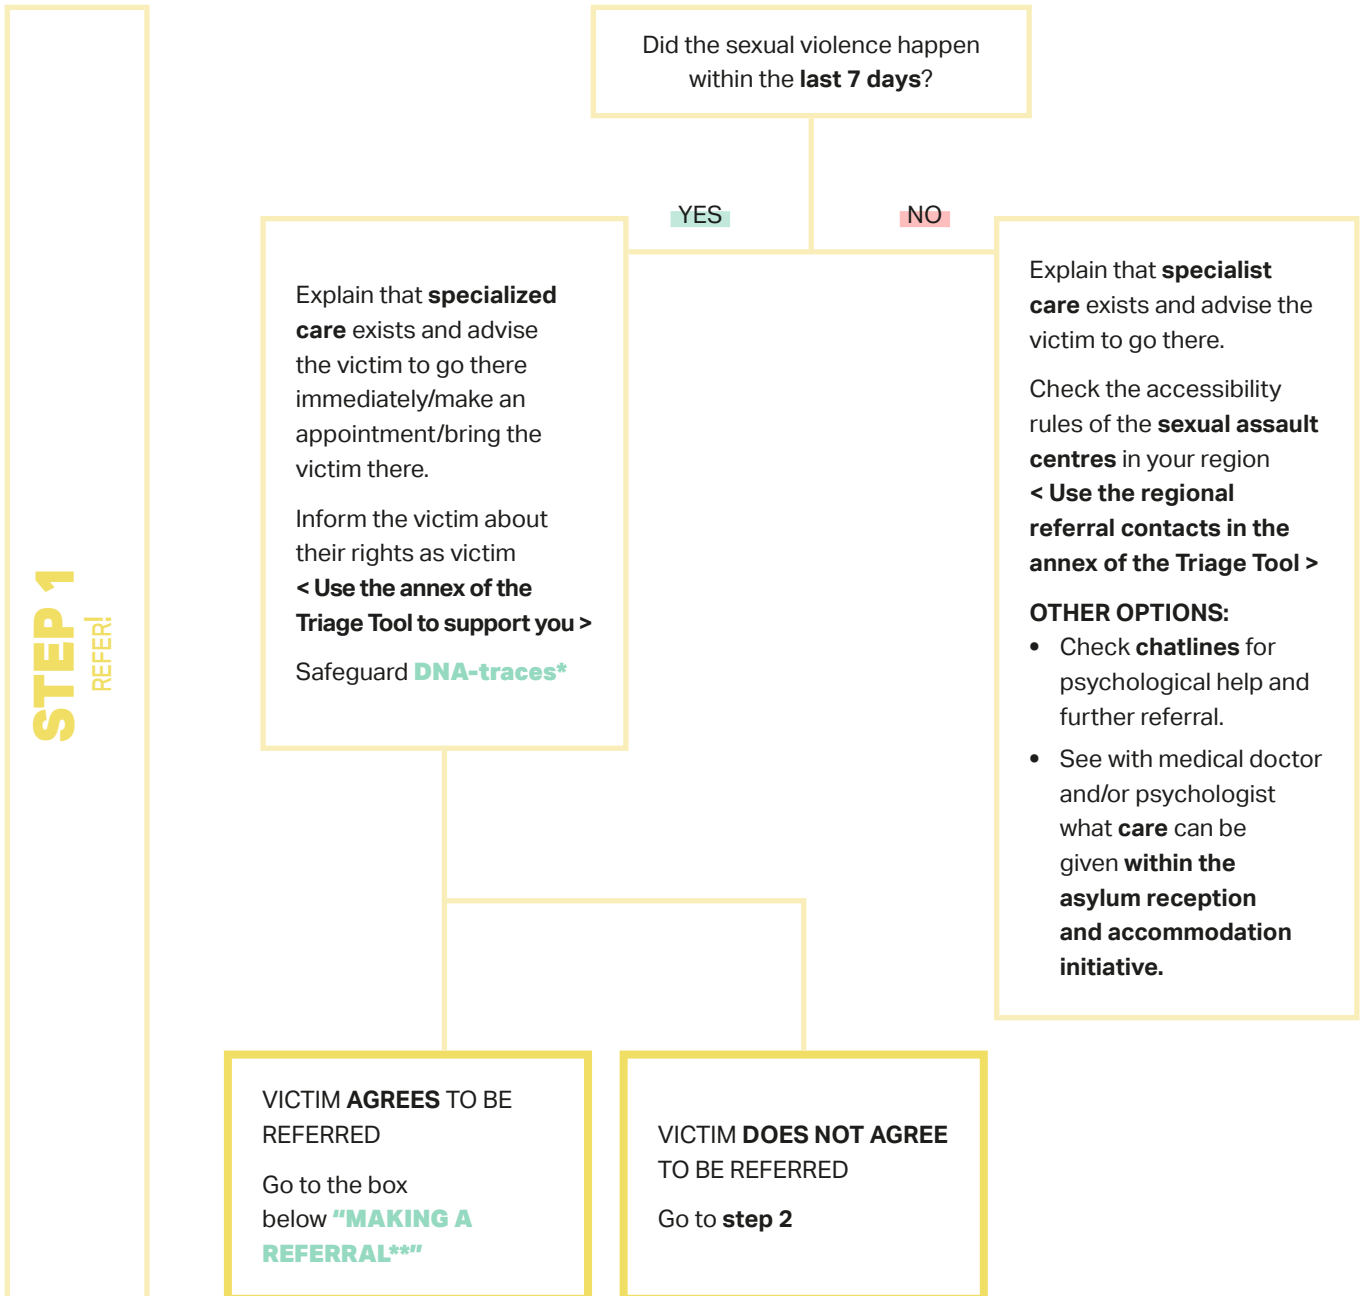 STEP 1
REFER!
Did the sexual violence happen
within the last 7 days?
YES
NO
Explain that specialized
care exists and advise
the victim to go there
immediately/make an
appointment/bring the
victim there.
Inform the victim about
their rights as victim
< Use the annex of the
Triage Tool to support you >
Safeguard DNA-traces*
Explain that specialist
care exists and advise the
victim to go there.
Check the accessibility
rules of the sexual assault
centres in your region
< Use the regional
referral contacts in the
annex of the Triage Tool >
OTHER OPTIONS:
• Check chatlines for
psychological help and
further referral.
• See with medical doctor
and/or psychologist
what care can be
given within the
asylum reception
and accommodation
initiative.
VICTIM AGREES TO BE
REFERRED
Go to the box
below "MAKING A
REFERRAL**"
VICTIM DOES NOT AGREE
TO BE REFERRED
Go to step 2